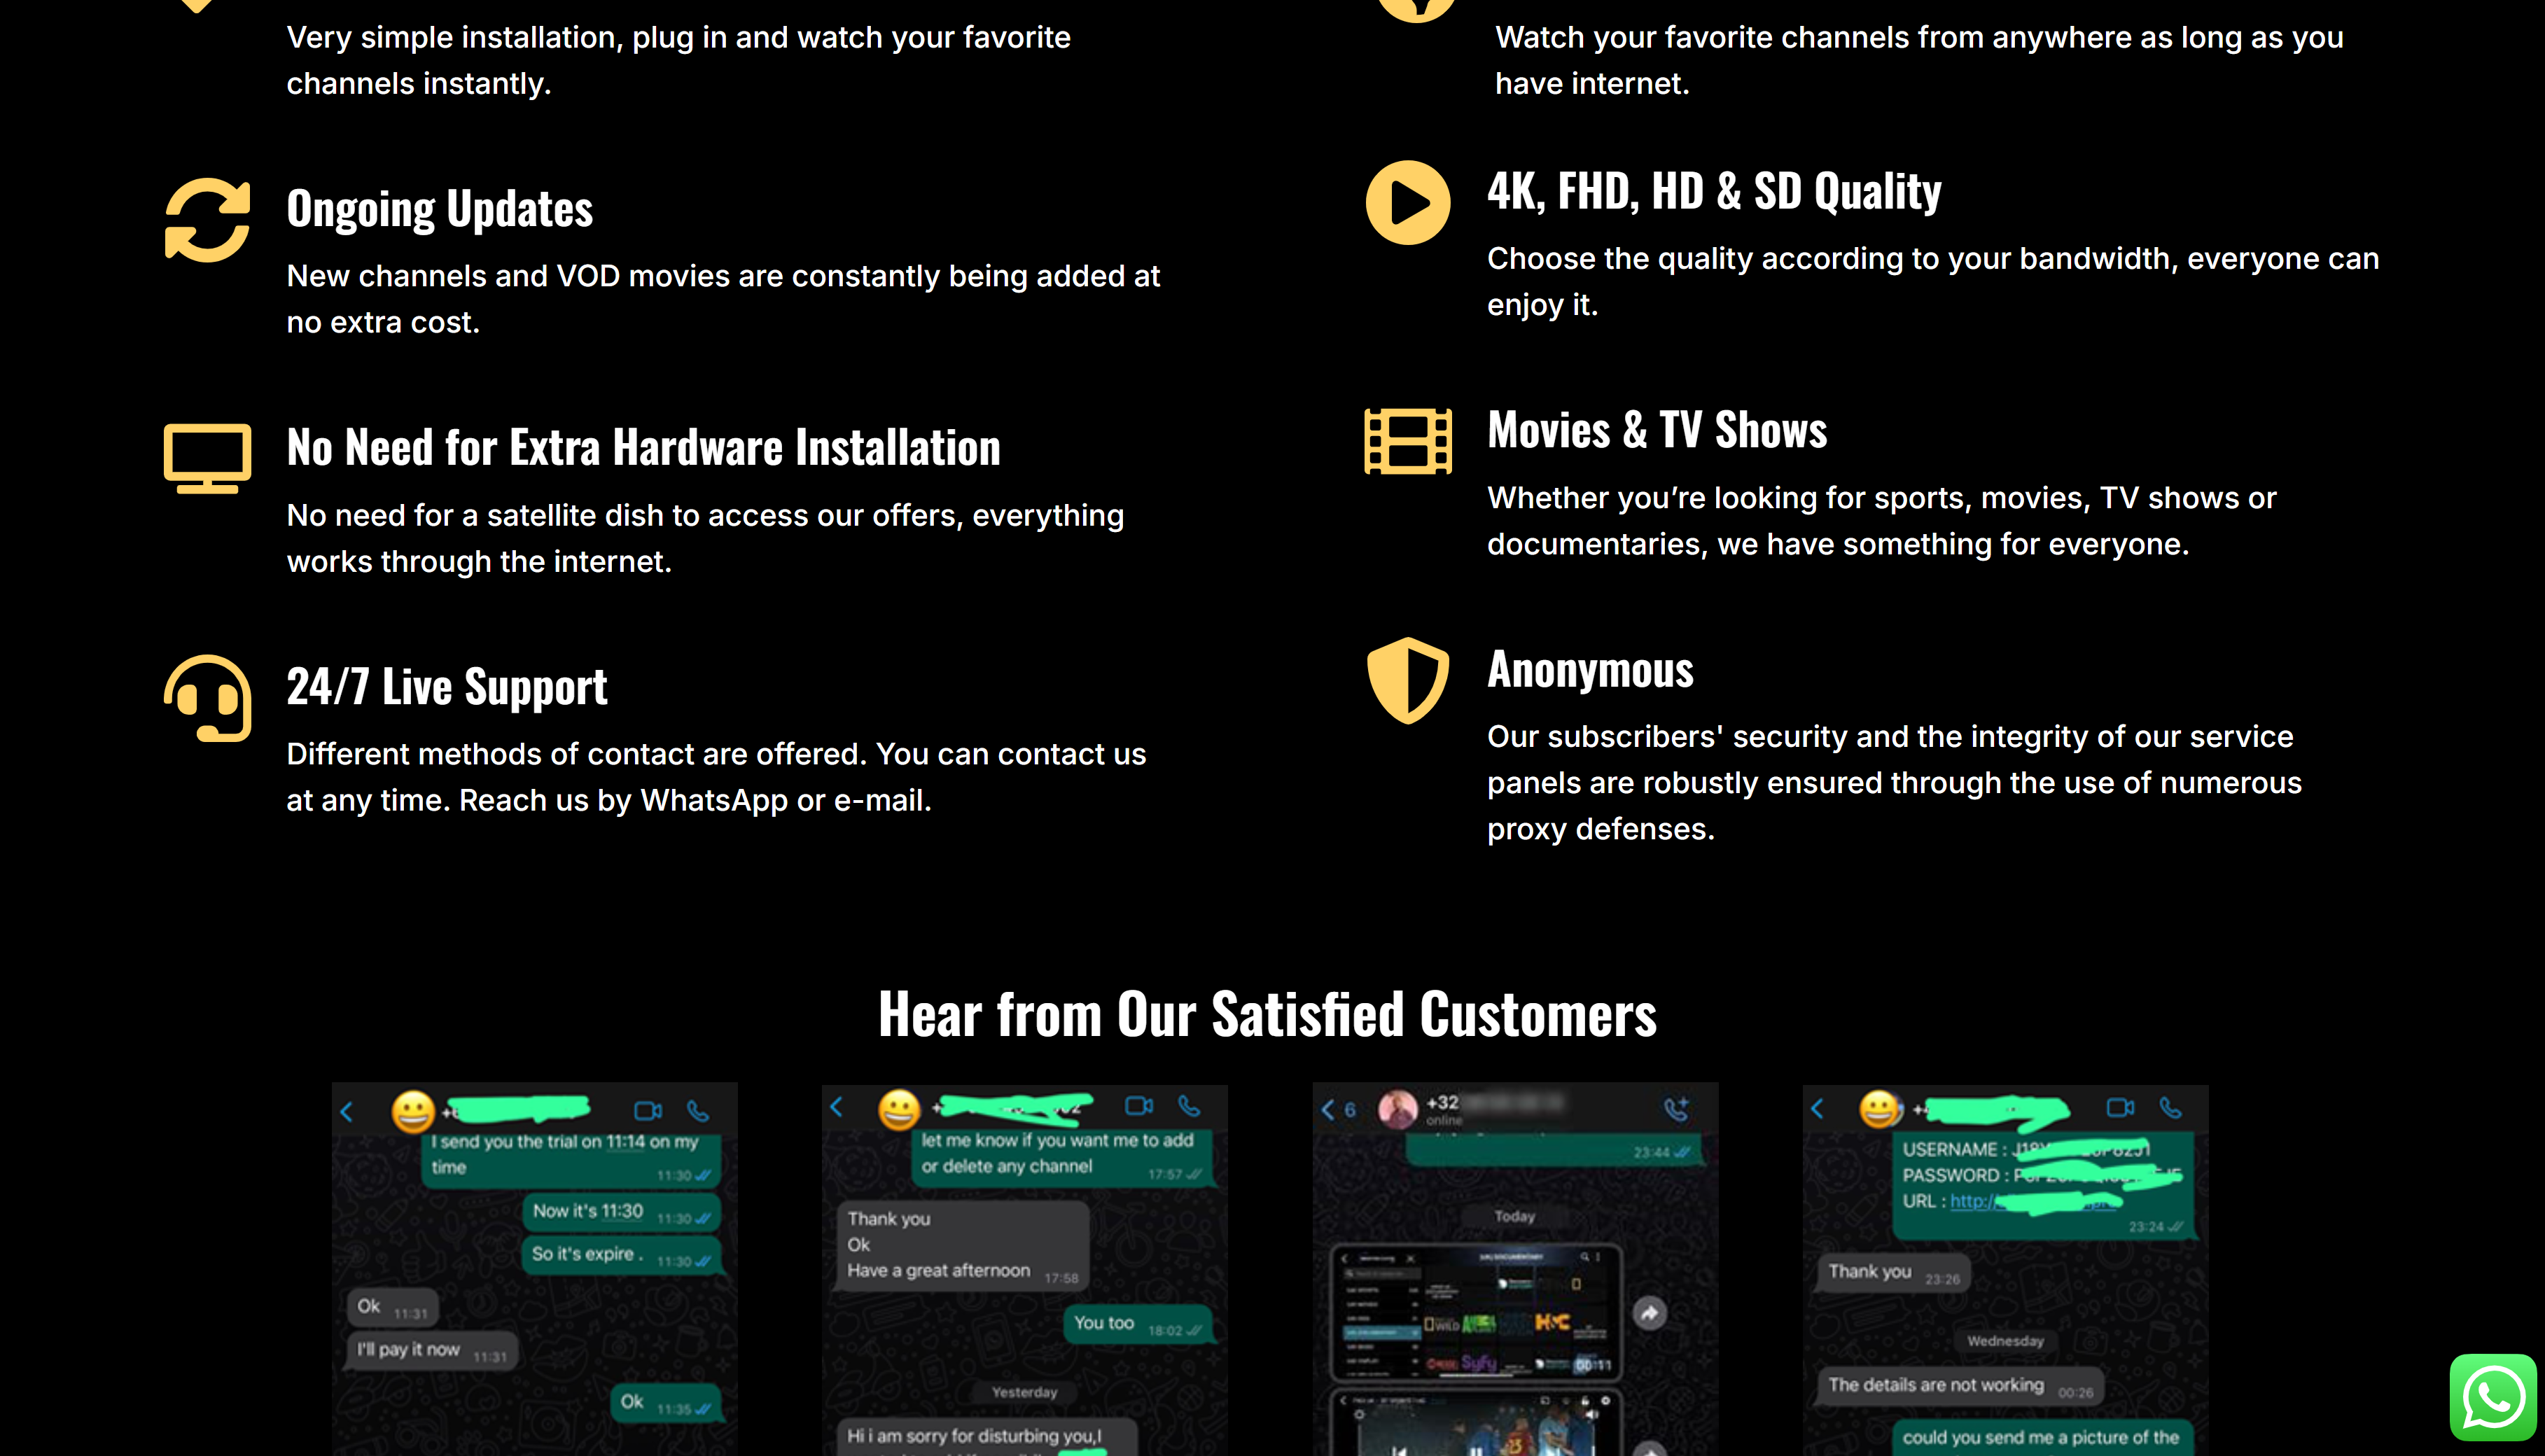 Very simple installation, plug in and watch your favorite
channels instantly.
Watch your favorite channels from anywhere as long as you
have internet.
Ongoing Updates
New channels and VOD movies are constantly being added at
no extra cost.
4K, FHD, HD & SD Quality
Choose the quality according to your bandwidth, everyone can
enjoy it.
No Need for Extra Hardware Installation
No need for a satellite dish to access our offers, everything
works through the internet.
Movies & TV Shows
Whether you’re looking for sports, movies, TV shows or
documentaries, we have something for everyone.
24/7 Live Support
Different methods of contact are offered. You can contact us
at any time. Reach us by WhatsApp or e-mail.
Anonymous
Our subscribers' security and the integrity of our service
panels are robustly ensured through the use of numerous
proxy defenses.
Hear from Our Satisfied Customers
I send you the trial on 11:14 on my
time
11:30
Now it's 11:30 11:30
So it's expire . 11:30
Ok 11:31
I'll pay it now 11:31
Ok 11:35
let me know if you want me to add
or delete any channel
17:57
Thank you
Ok
Have a great afternoon 17:58
You too 18:02
Yesterday
Hi i am sorry for disturbing you,I
6
+32
online
23:44
Today
WILD
Syfy
00:11
USERNAME :
PASSWORD :
URL : http://
23:24
Thank you 23:26
Wednesday
The details are not working 00:26
could you send me a picture of the